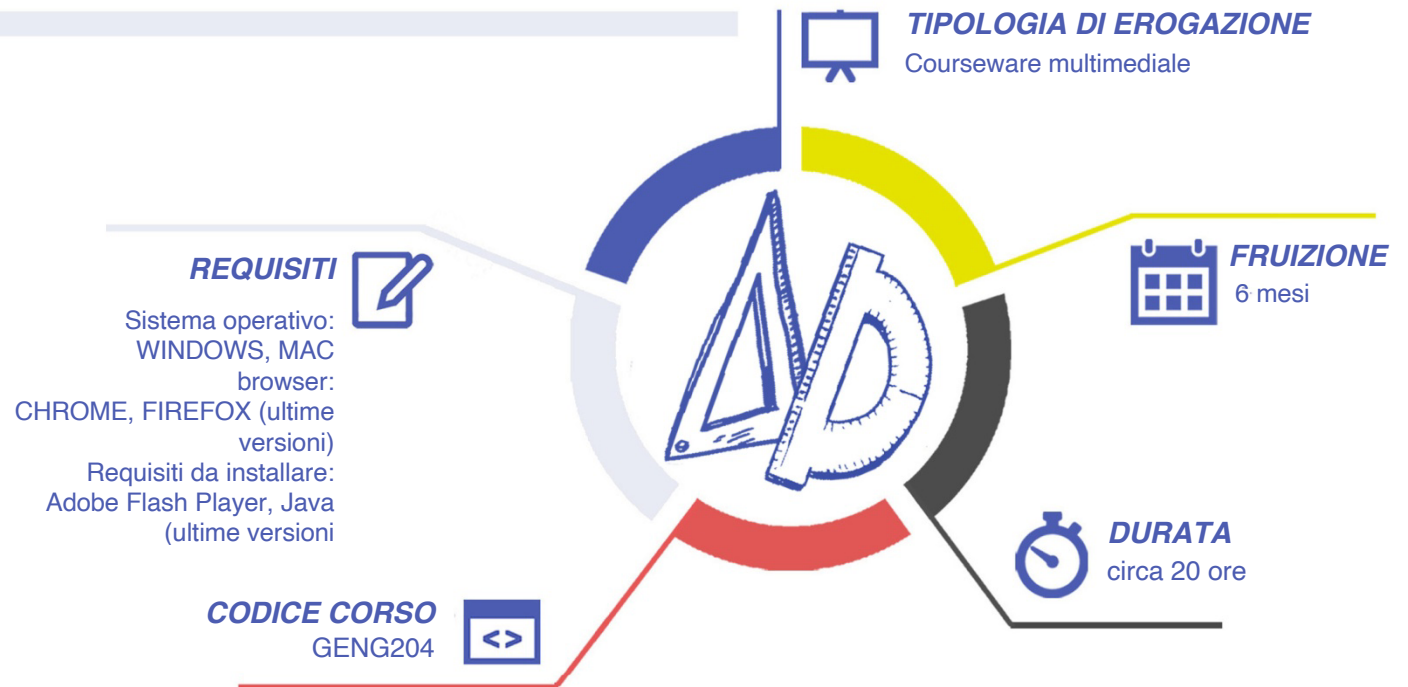 TIPOLOGIA DI EROGAZIONE
Courseware multimediale
REQUISITI
Sistema operativo:
WINDOWS, MAC
browser:
CHROME, FIREFOX (ultime
versioni)
Requisiti da installare:
Adobe Flash Player, Java
(ultime versioni
FRUIZIONE
6 mesi
DURATA
circa 20 ore
CODICE CORSO
<>
GENG204